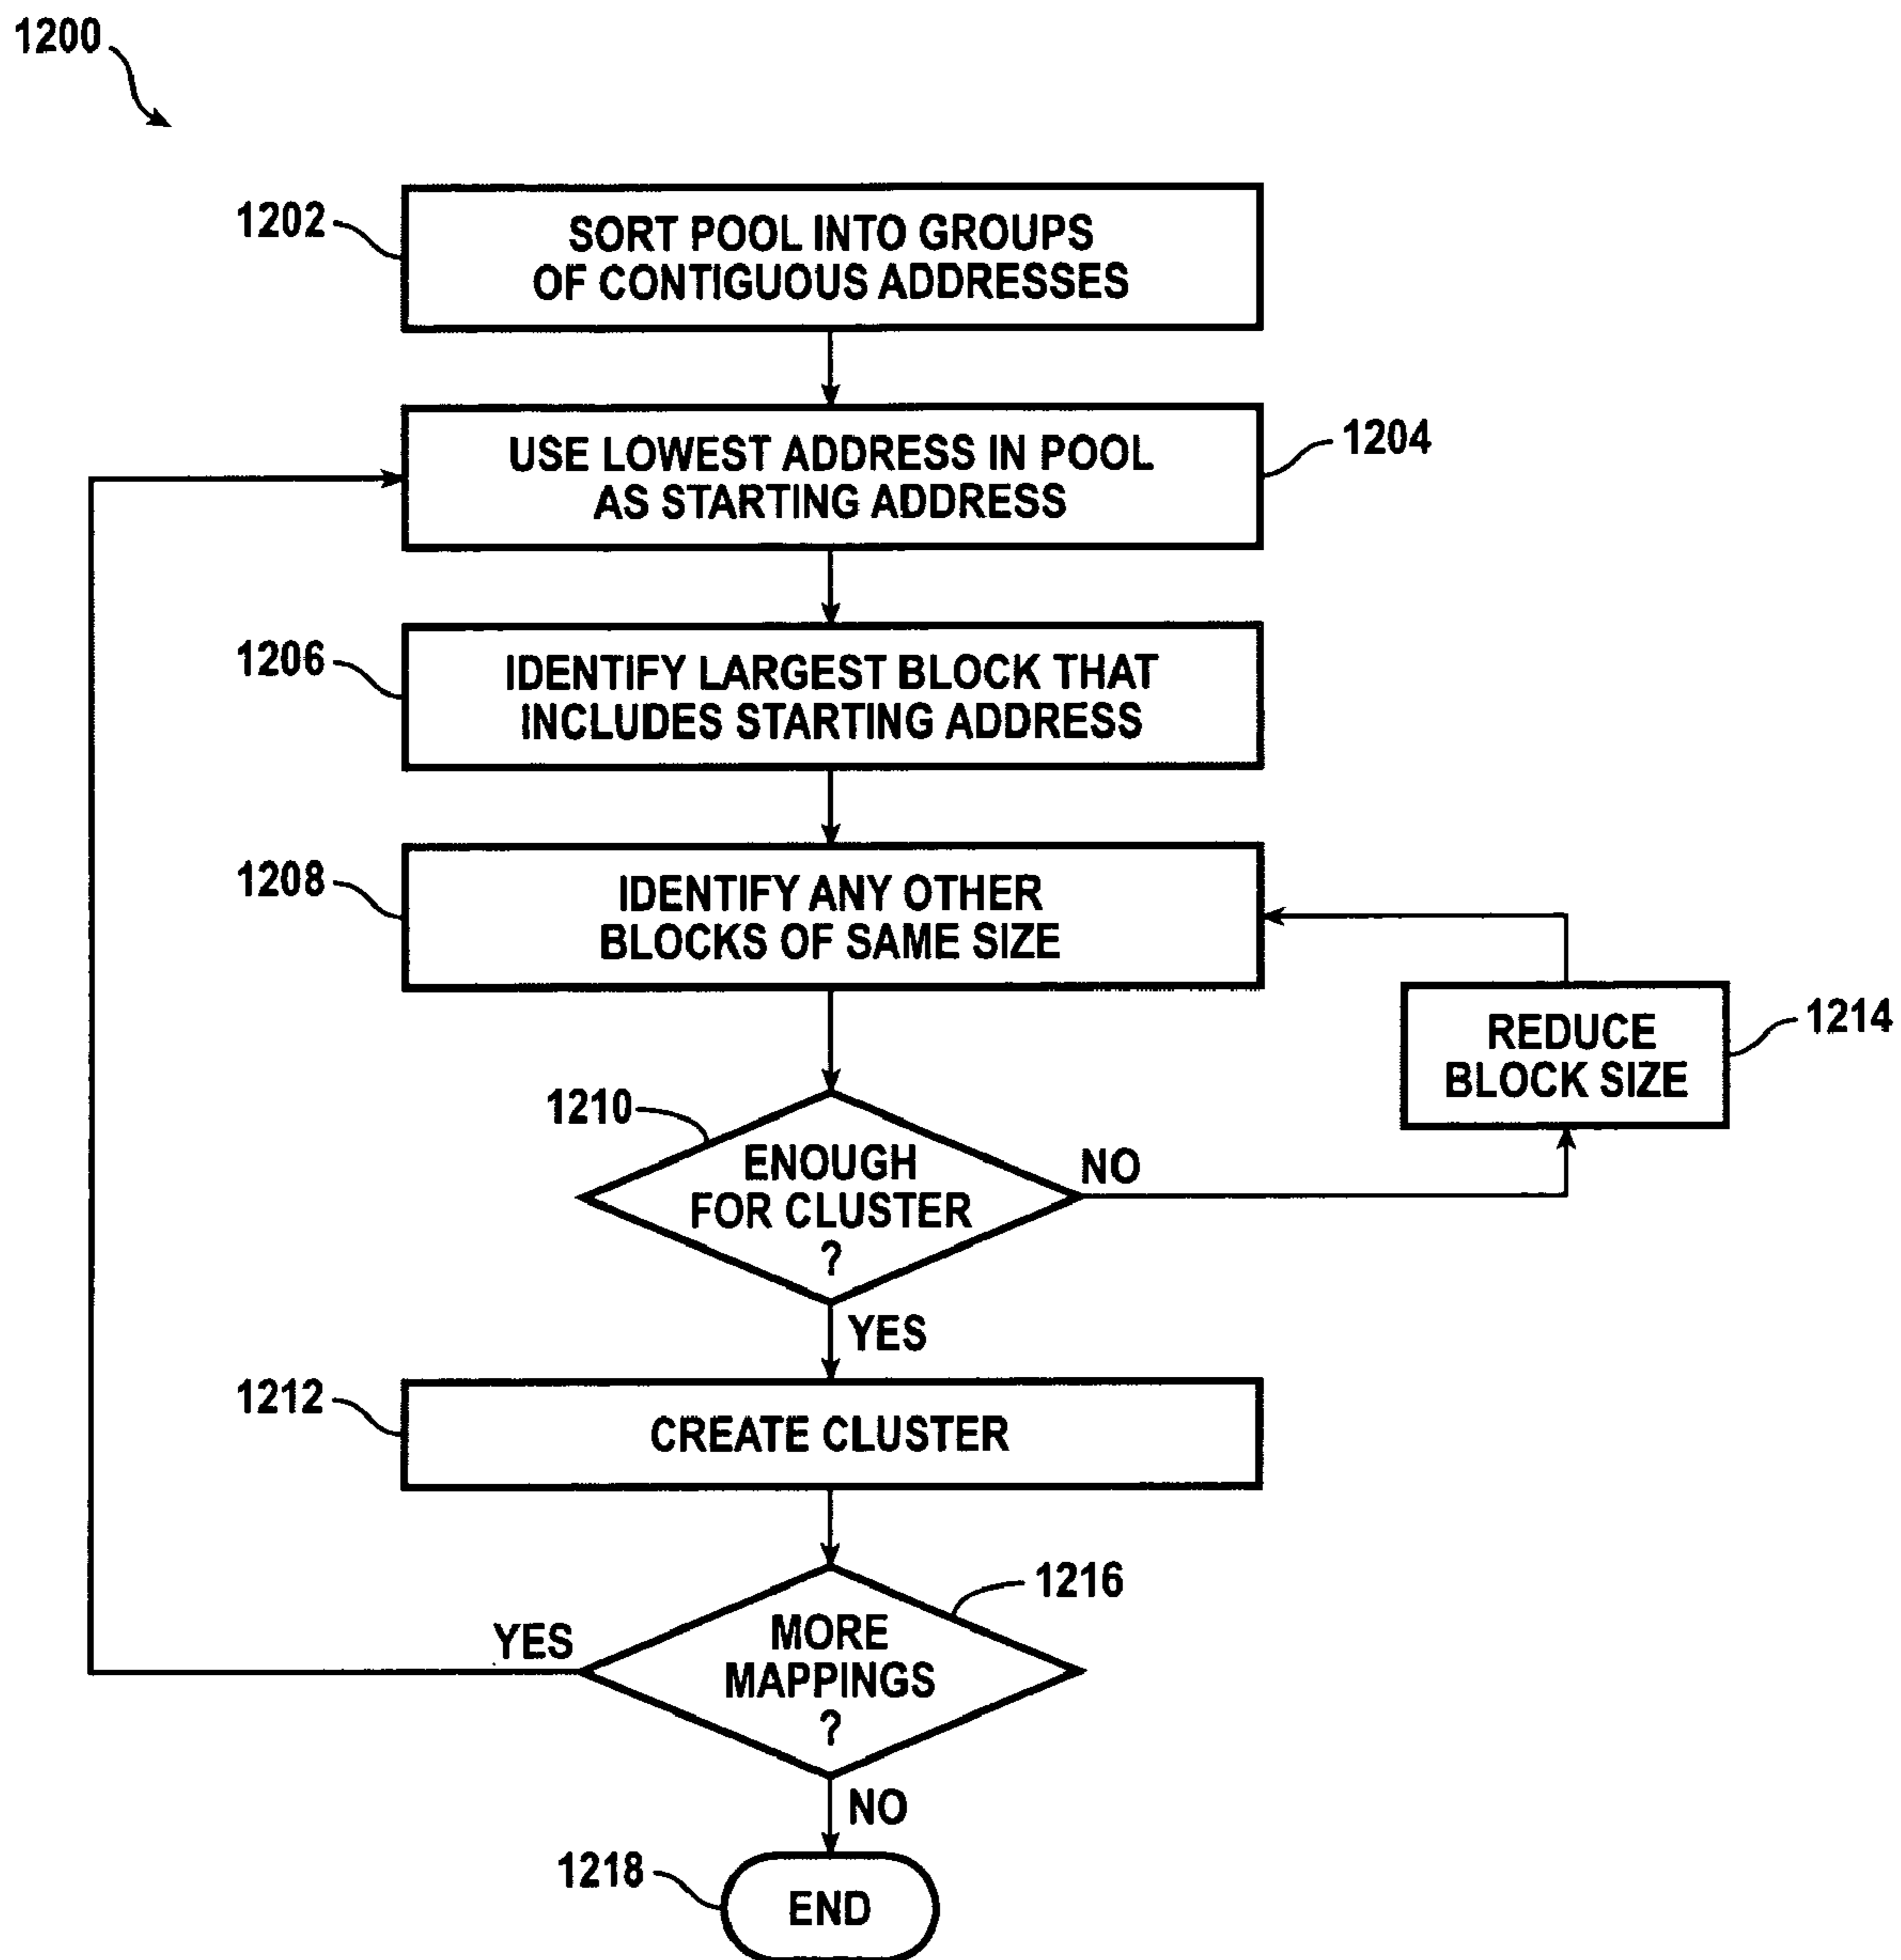 1200
1202
SORT POOL INTO GROUPS
OF CONTIGUOUS ADDRESSES
USE LOWEST ADDRESS IN POOL
AS STARTING ADDRESS
1204
1206
IDENTIFY LARGEST BLOCK THAT
INCLUDES STARTING ADDRESS
1208
IDENTIFY ANY OTHER
BLOCKS OF SAME SIZE
REDUCE
BLOCK SIZE
1214
1210
ENOUGH
FOR CLUSTER
?
NO
YES
1212
CREATE CLUSTER
1216
MORE
MAPPINGS
?
YES
NO
1218
END